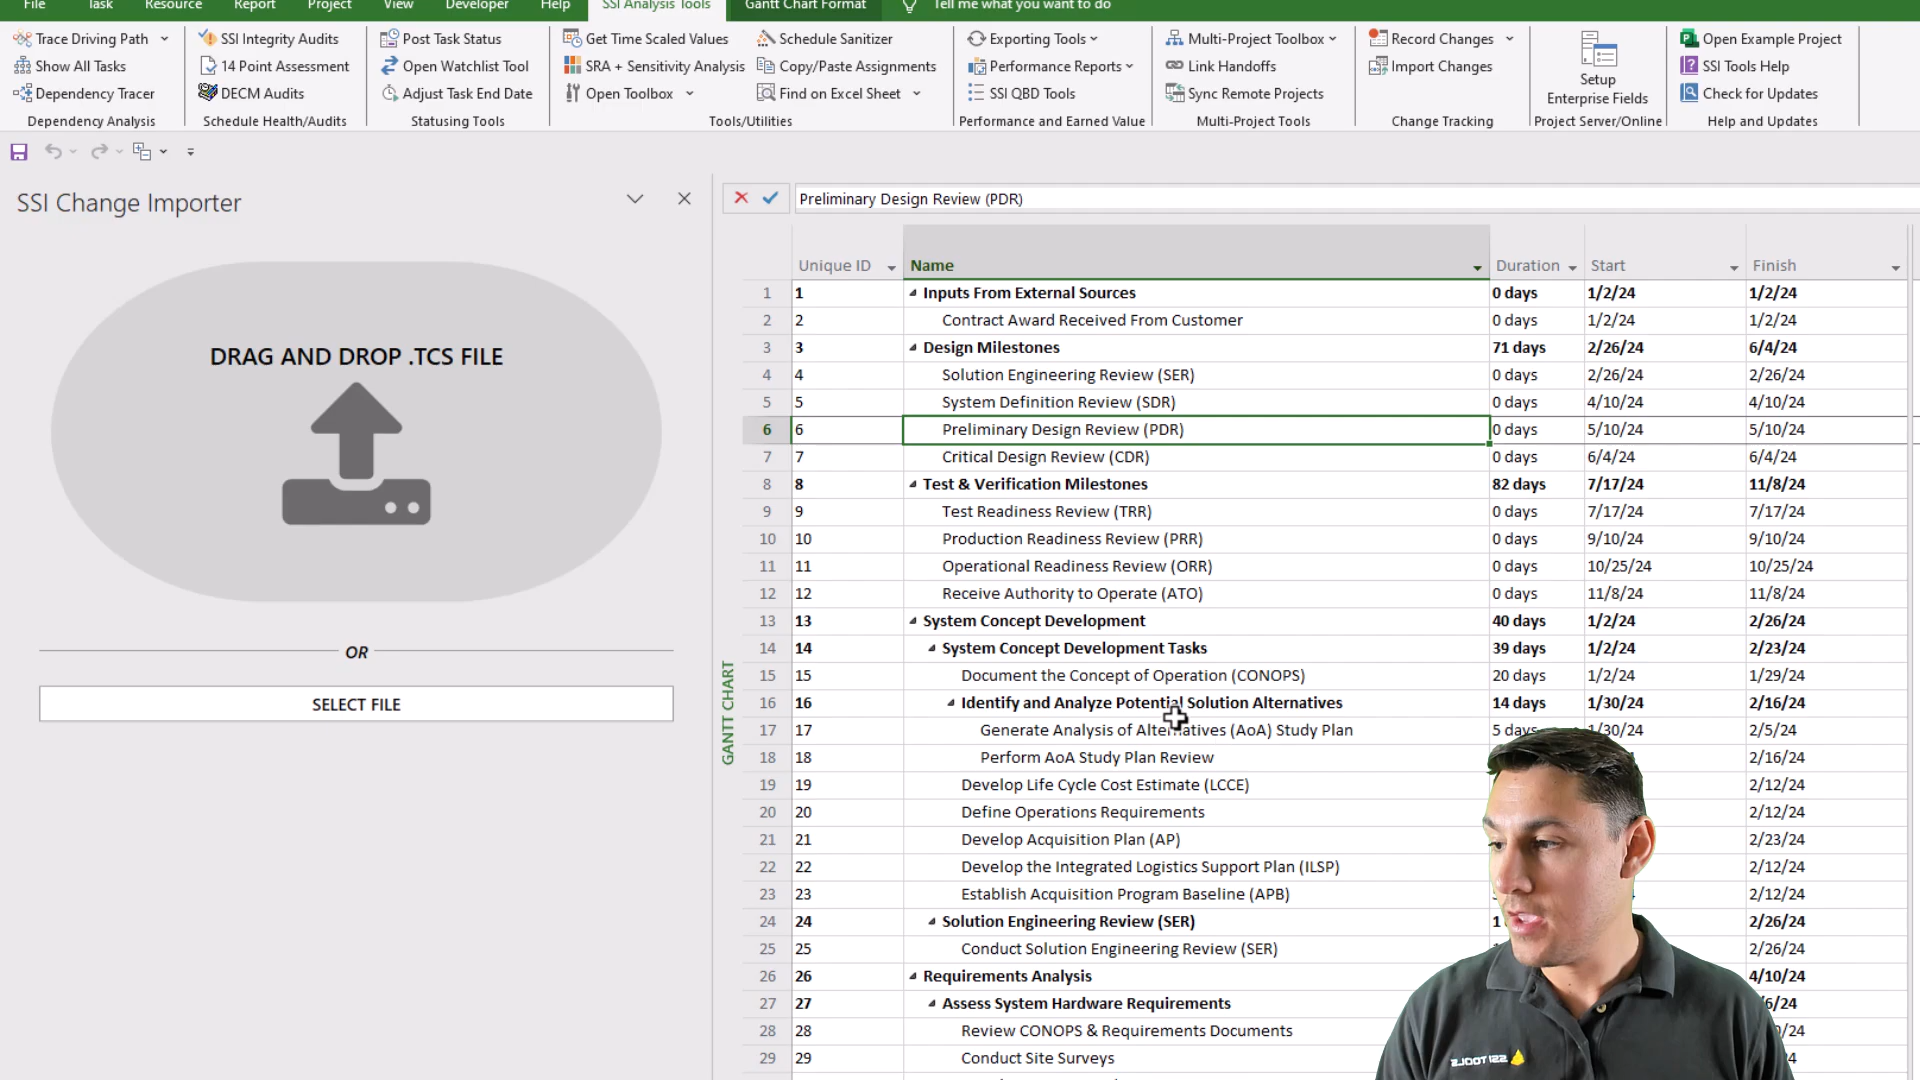 File Task Resource Report Project View Developer Help SSI Analysis Tools Gantt Chart Format Tell me what you want to do
Trace Driving Path
Show All Tasks
Dependency Tracer
Dependency Analysis
SSI Integrity Audits
14 Point Assessment
DECM Audits
Schedule Health/Audits
Post Task Status
Open Watchlist Tool
Adjust Task End Date
Statusing Tools
Get Time Scaled Values
SRA + Sensitivity Analysis
Open Toolbox
Schedule Sanitizer
Copy/Paste Assignments
Find on Excel Sheet
Tools/Utilities
Exporting Tools
Performance Reports
SSI QBD Tools
Performance and Earned Value
Multi-Project Toolbox
Link Handoffs
Sync Remote Projects
Multi-Project Tools
Record Changes
Import Changes
Change Tracking
Setup
Enterprise Fields
Project Server/Online
Open Example Project
SSI Tools Help
Check for Updates
Help and Updates
SSI Change Importer
DRAG AND DROP .TCS FILE
OR
SELECT FILE
GANTT CHART
Preliminary Design Review (PDR)
Unique ID Name Duration Start Finish
1 1 Inputs From External Sources 0 days 1/2/24 1/2/24
2 2 Contract Award Received From Customer 0 days 1/2/24 1/2/24
3 3 Design Milestones 71 days 2/26/24 6/4/24
4 4 Solution Engineering Review (SER) 0 days 2/26/24 2/26/24
5 5 System Definition Review (SDR) 0 days 4/10/24 4/10/24
6 6 Preliminary Design Review (PDR) 0 days 5/10/24 5/10/24
7 7 Critical Design Review (CDR) 0 days 6/4/24 6/4/24
8 8 Test & Verification Milestones 82 days 7/17/24 11/8/24
9 9 Test Readiness Review (TRR) 0 days 7/17/24 7/17/24
10 10 Production Readiness Review (PRR) 0 days 9/10/24 9/10/24
11 11 Operational Readiness Review (ORR) 0 days 10/25/24 10/25/24
12 12 Receive Authority to Operate (ATO) 0 days 11/8/24 11/8/24
13 13 System Concept Development 40 days 1/2/24 2/26/24
14 14 System Concept Development Tasks 39 days 1/2/24 2/23/24
15 15 Document the Concept of Operation (CONOPS) 20 days 1/2/24 1/29/24
16 16 Identify and Analyze Potential Solution Alternatives 14 days 1/30/24 2/16/24
17 17 Generate Analysis of Alternatives (AoA) Study Plan 5 days 1/30/24 2/5/24
18 18 Perform AoA Study Plan Review 2/16/24
19 19 Develop Life Cycle Cost Estimate (LCCE) 2/12/24
20 20 Define Operations Requirements 2/12/24
21 21 Develop Acquisition Plan (AP) 2/23/24
22 22 Develop the Integrated Logistics Support Plan (ILSP) 2/12/24
23 23 Establish Acquisition Program Baseline (APB) 2/12/24
24 24 Solution Engineering Review (SER) 1 2/26/24
25 25 Conduct Solution Engineering Review (SER) 2/26/24
26 26 Requirements Analysis 4/10/24
27 27 Assess System Hardware Requirements
28 28 Review CONOPS & Requirements Documents
29 29 Conduct Site Surveys
SSI TOOLS